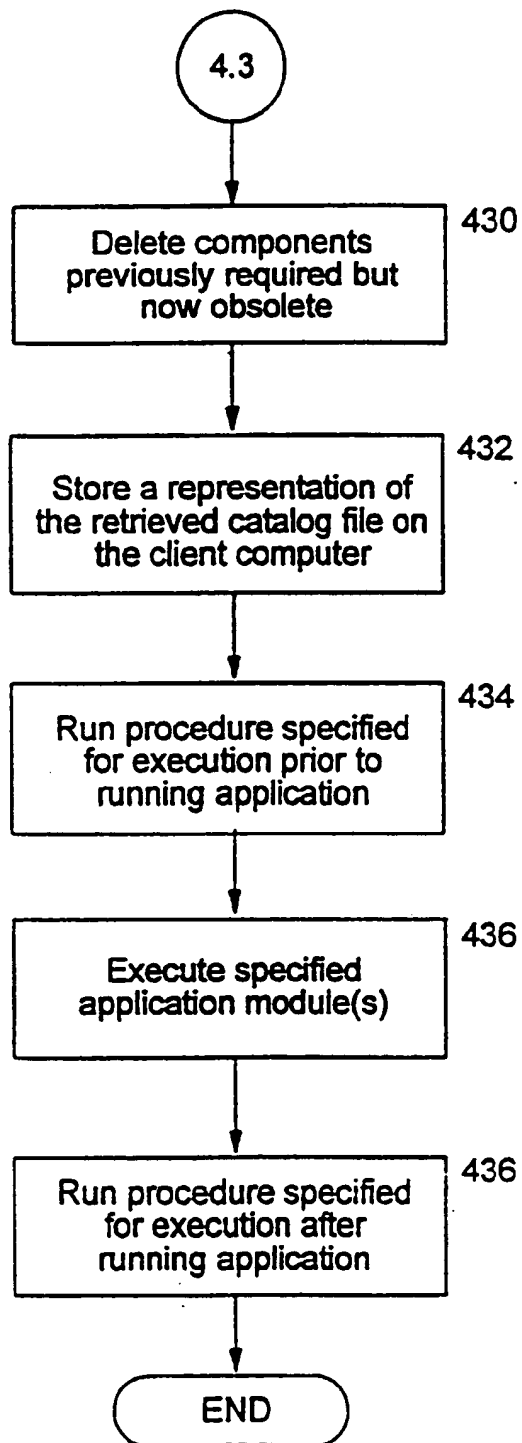 4.3
430
Delete components
previously required but
now obsolete
432
Store a representation of
the retrieved catalog file on
the client computer
434
Run procedure specified
for execution prior to
running application
436
Execute specified
application module(s)
436
Run procedure specified
for execution after
running application
END